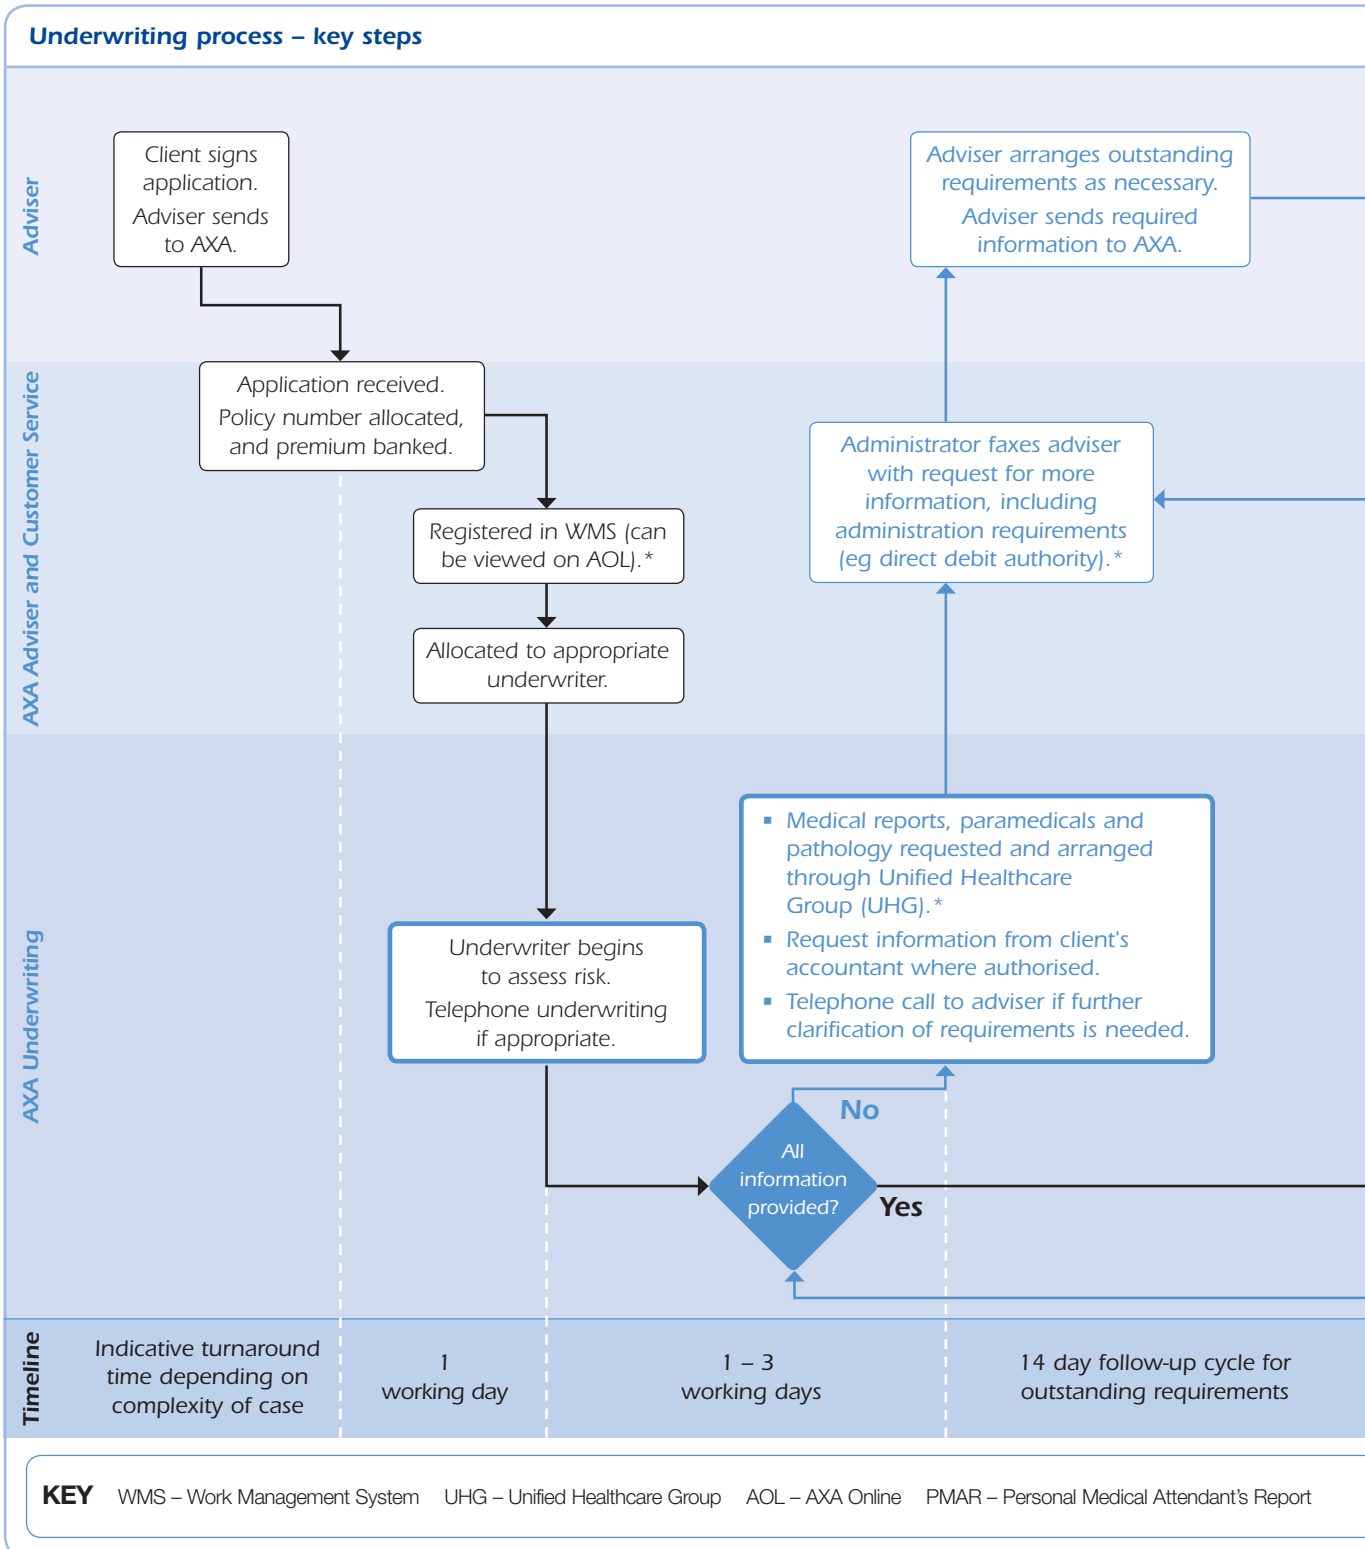 Underwriting process – key steps
Adviser
Client signs
application.
Adviser sends
to AXA.
Adviser arranges outstanding
requirements as necessary.
Adviser sends required
information to AXA.
AXA Adviser and Customer Service
Application received.
Policy number allocated,
and premium banked.
Registered in WMS (can
be viewed on AOL).*
Allocated to appropriate
underwriter.
Administrator faxes adviser
with request for more
information, including
administration requirements
(eg direct debit authority).*
AXA Underwriting
Underwriter begins
to assess risk.
Telephone underwriting
if appropriate.
▪ Medical reports, paramedicals and
pathology requested and arranged
through Unified Healthcare
Group (UHG).*
▪ Request information from client's
accountant where authorised.
▪ Telephone call to adviser if further
clarification of requirements is needed.
No
All
information
provided?
Yes
Timeline
Indicative turnaround
time depending on
complexity of case
1
working day
1 – 3
working days
14 day follow-up cycle for
outstanding requirements
KEY WMS – Work Management System UHG – Unified Healthcare Group AOL – AXA Online PMAR – Personal Medical Attendant's Report